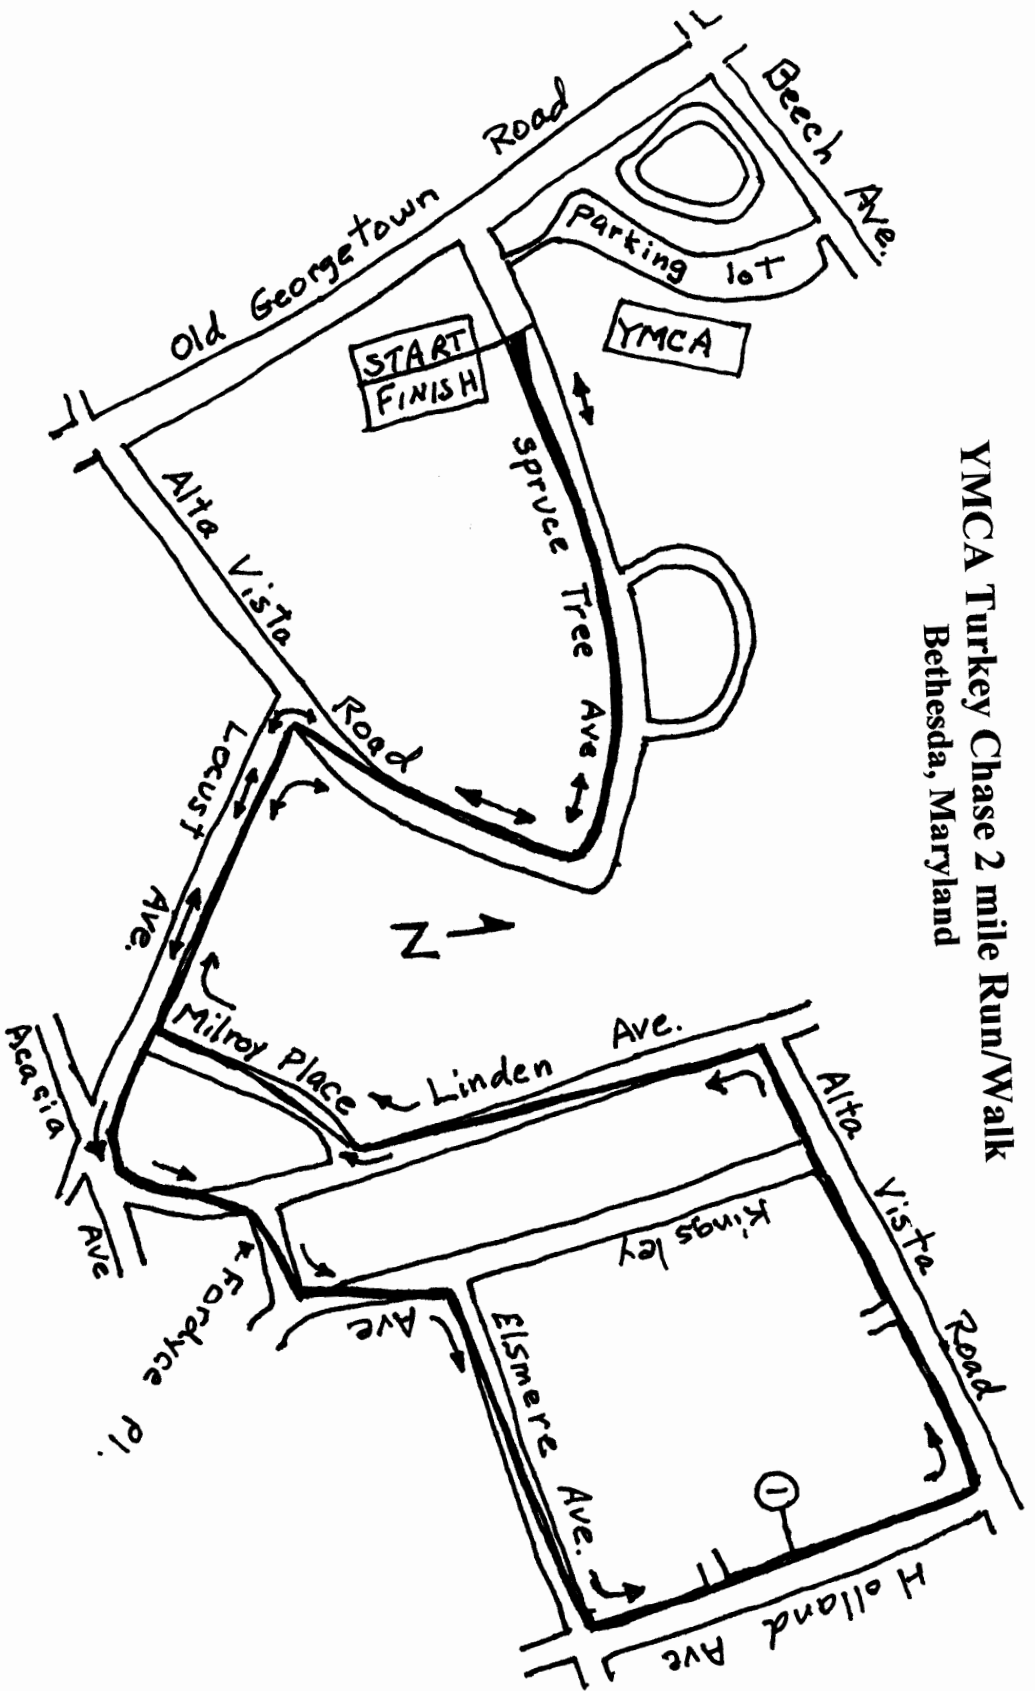 YMCA Turkey Chase 2 mile Run/Walk
Bethesda, Maryland
Beech Ave.
Old Georgetown Road
parking lot
YMCA
START
FINISH
Spruce Tree Ave
Alta Vista Road
Locust Ave.
N
Milroy Place
Linden Ave.
Acasia Ave
Alta Vista Road
Kingsley Ave
Fordyce Pl.
Elsmere Ave.
1
Holland Ave